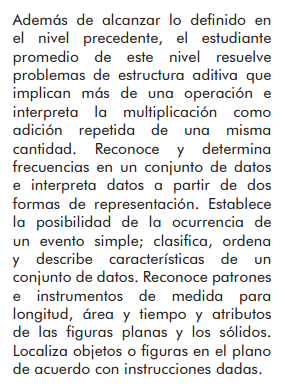 Además de alcanzar lo definido en
el nivel precedente, el estudiante
promedio de este nivel resuelve
problemas de estructura aditiva que
implican más de una operación e
interpreta la multiplicación como
adición repetida de una misma
cantidad. Reconoce y determina
frecuencias en un conjunto de datos
e interpreta datos a partir de dos
formas de representación. Establece
la posibilidad de la ocurrencia de
un evento simple; clasifica, ordena
y describe características de un
conjunto de datos. Reconoce patrones
e instrumentos de medida para
longitud, área y tiempo y atributos
de las figuras planas y los sólidos.
Localiza objetos o figuras en el plano
de acuerdo con instrucciones dadas.